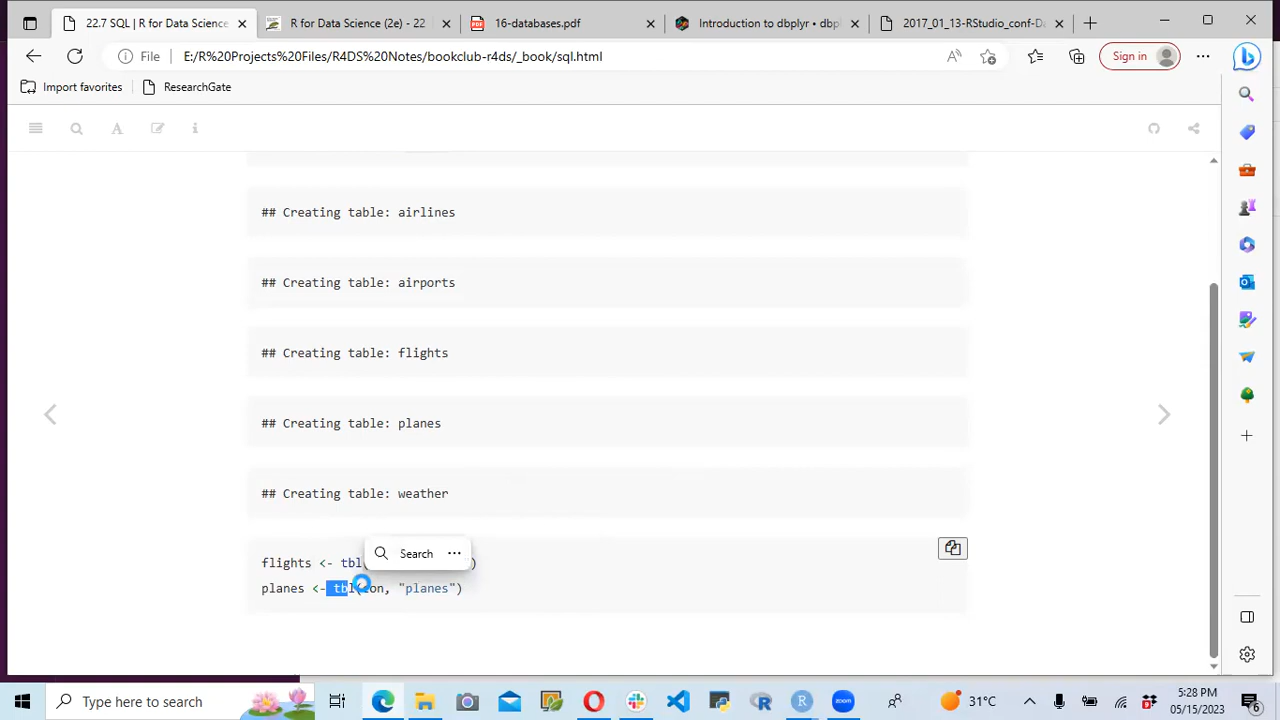 22.7 SQL | R for Data Science
R for Data Science (2e) - 22
16-databases.pdf
Introduction to dbplyr • dbp
2017_01_13-RStudio_conf-D
File
E:/R%20Projects%20Files/R4DS%20Notes/bookclub-r4ds/_book/sql.html
Sign in
Import favorites
ResearchGate
## Creating table: airlines
## Creating table: airports
## Creating table: flights
## Creating table: planes
## Creating table: weather
Search
flights <- tbl( )
planes <- tbl(con, "planes")
Type here to search
31°C
5:28 PM
05/15/2023
6